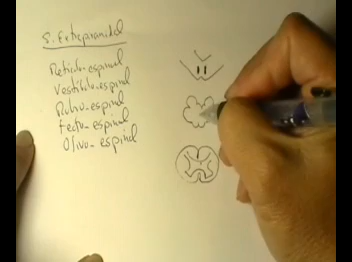 S. Extrapiramidal
Retículo-espinal
Vestíbulo-espinal
Rubro-espinal
Tecto-espinal
Olivo-espinal